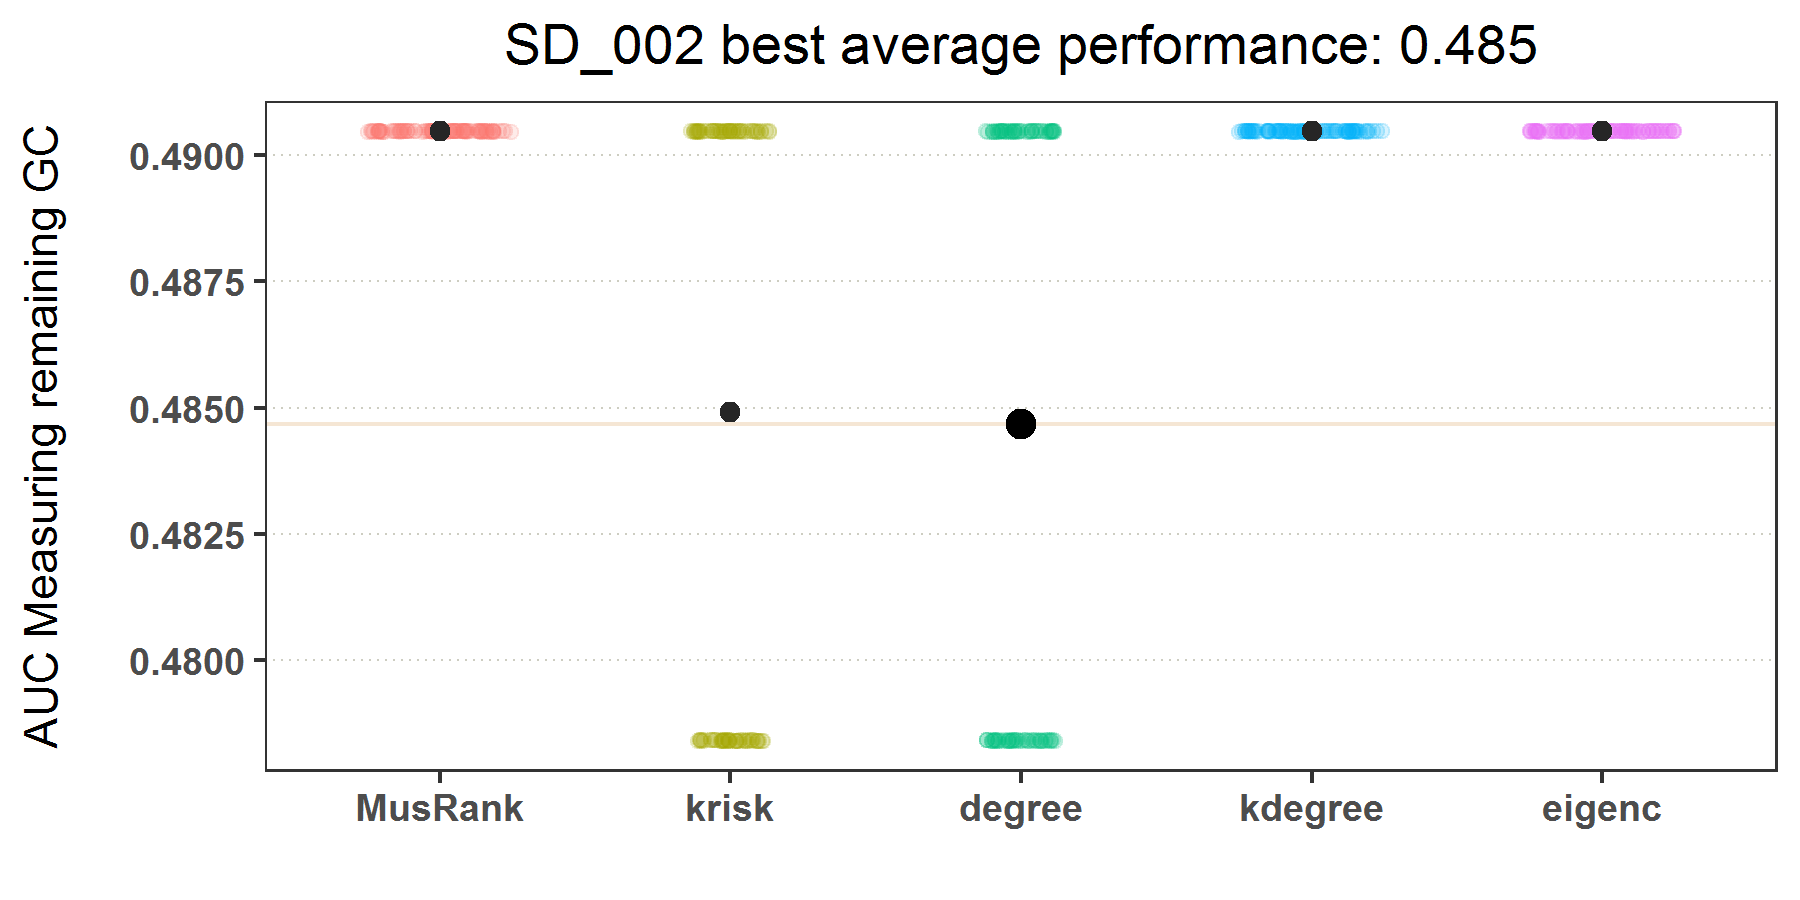 SD_002 best average performance: 0.485
AUC Measuring remaining GC
0.4900
0.4875
0.4850
0.4825
0.4800
MusRank krisk degree kdegree eigenc